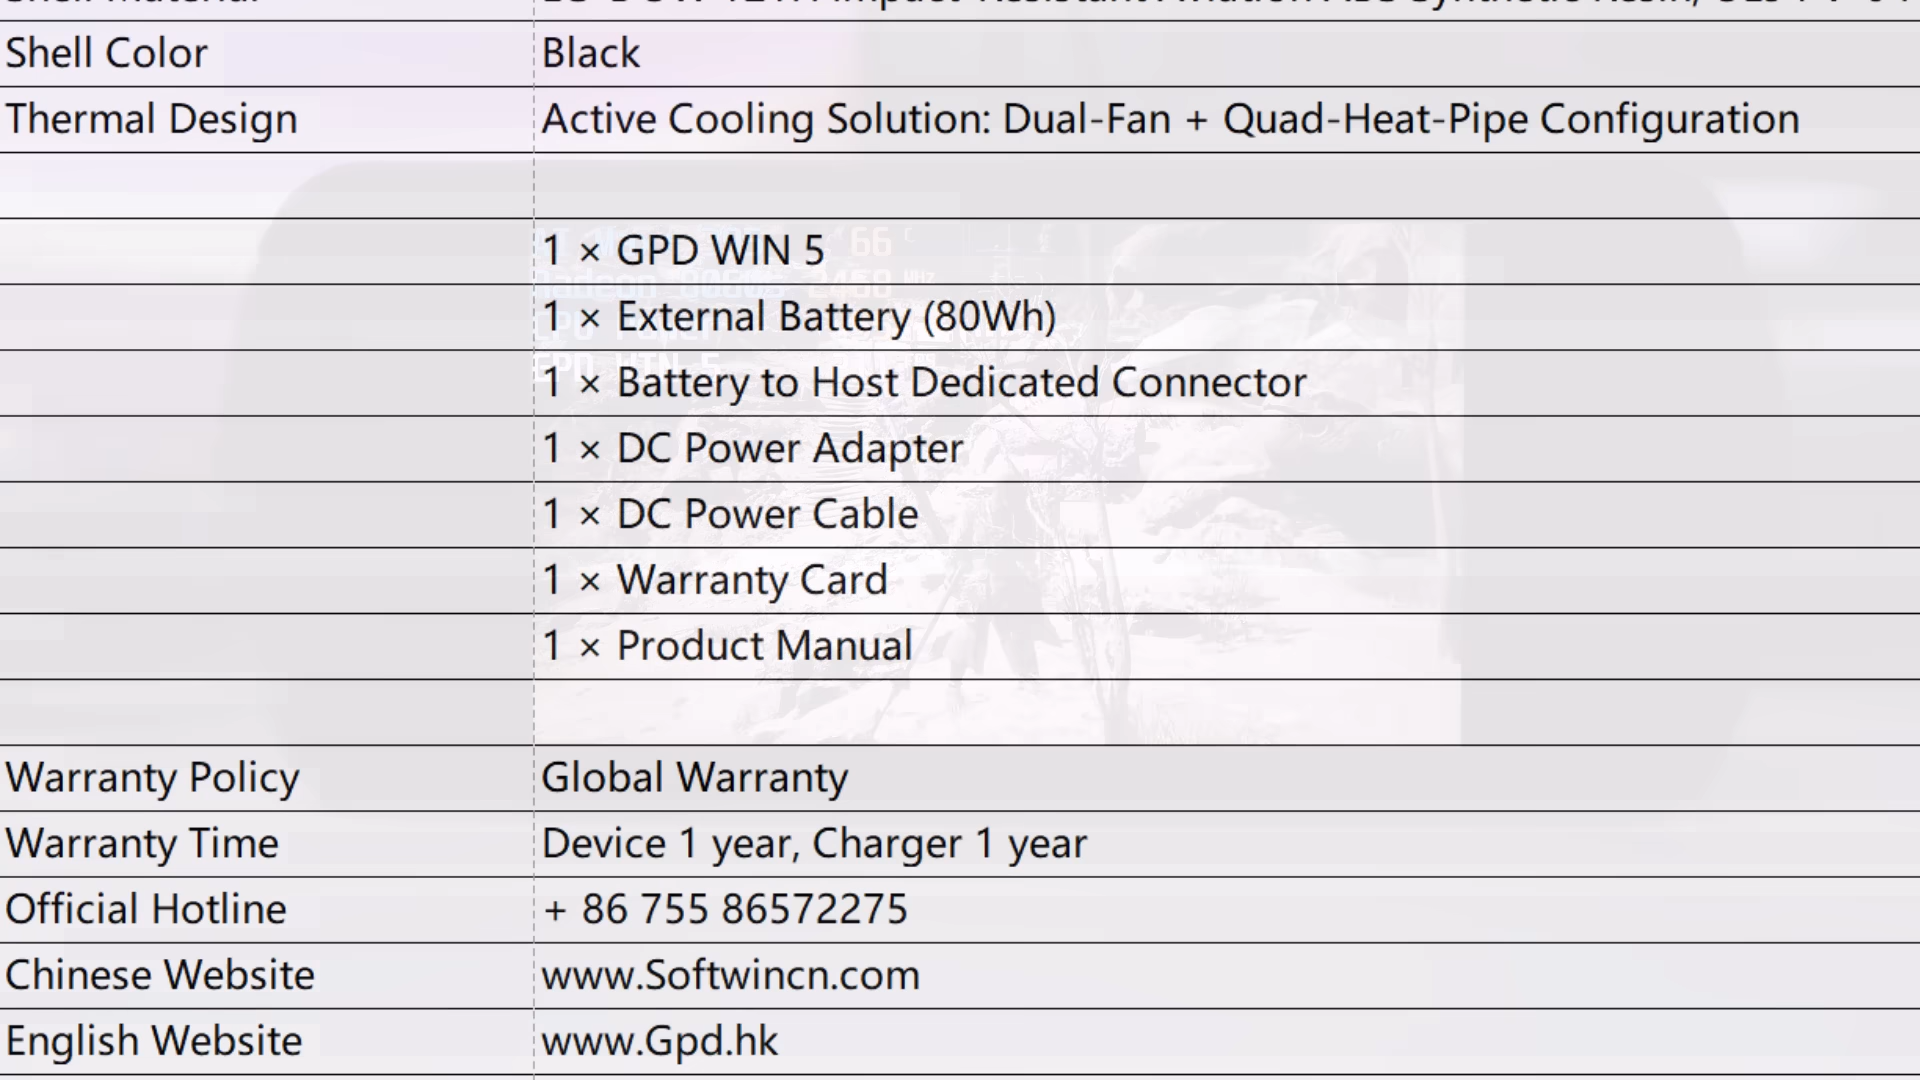 Shell Color Black
Thermal Design Active Cooling Solution: Dual-Fan + Quad-Heat-Pipe Configuration
1 × GPD WIN 5
1 × External Battery (80Wh)
1 × Battery to Host Dedicated Connector
1 × DC Power Adapter
1 × DC Power Cable
1 × Warranty Card
1 × Product Manual
Warranty Policy Global Warranty
Warranty Time Device 1 year, Charger 1 year
Official Hotline + 86 755 86572275
Chinese Website www.Softwincn.com
English Website www.Gpd.hk